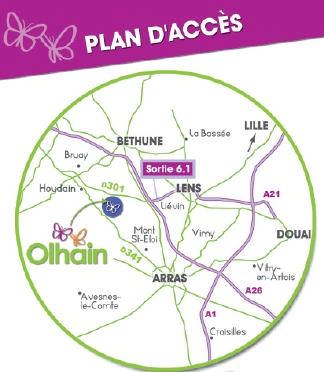 PLAN D'ACCÈS
LILLE
BETHUNE
La Bassée
Bruay
Sortie 6.1
Houdain
D301
LENS
A21
Liévin
DOUAI
Olhain
Mont
St-Eloi
Vimy
D341
ARRAS
Vitry-
en-Artois
A26
Avesnes-
le-Comte
A1
Croisilles